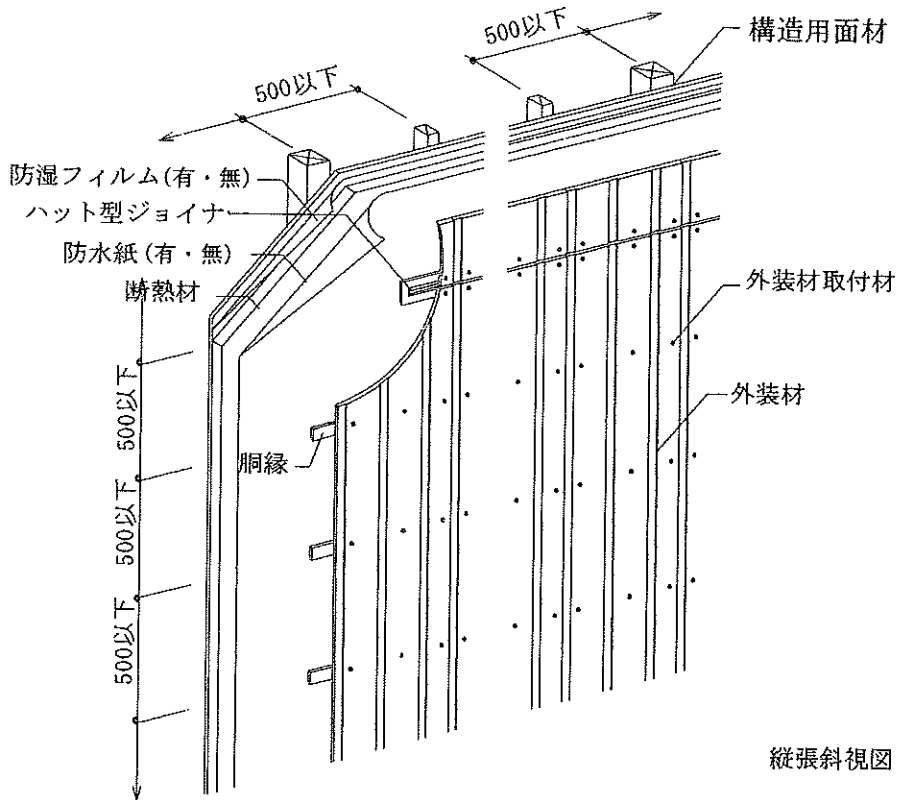 500以下
構造用面材
500以下
防湿フィルム(有・無)
ハット型ジョイナ
防水紙(有・無)
断熱材
外装材取付材
外装材
500以下
胴縁
500以下
500以下
縦張斜視図